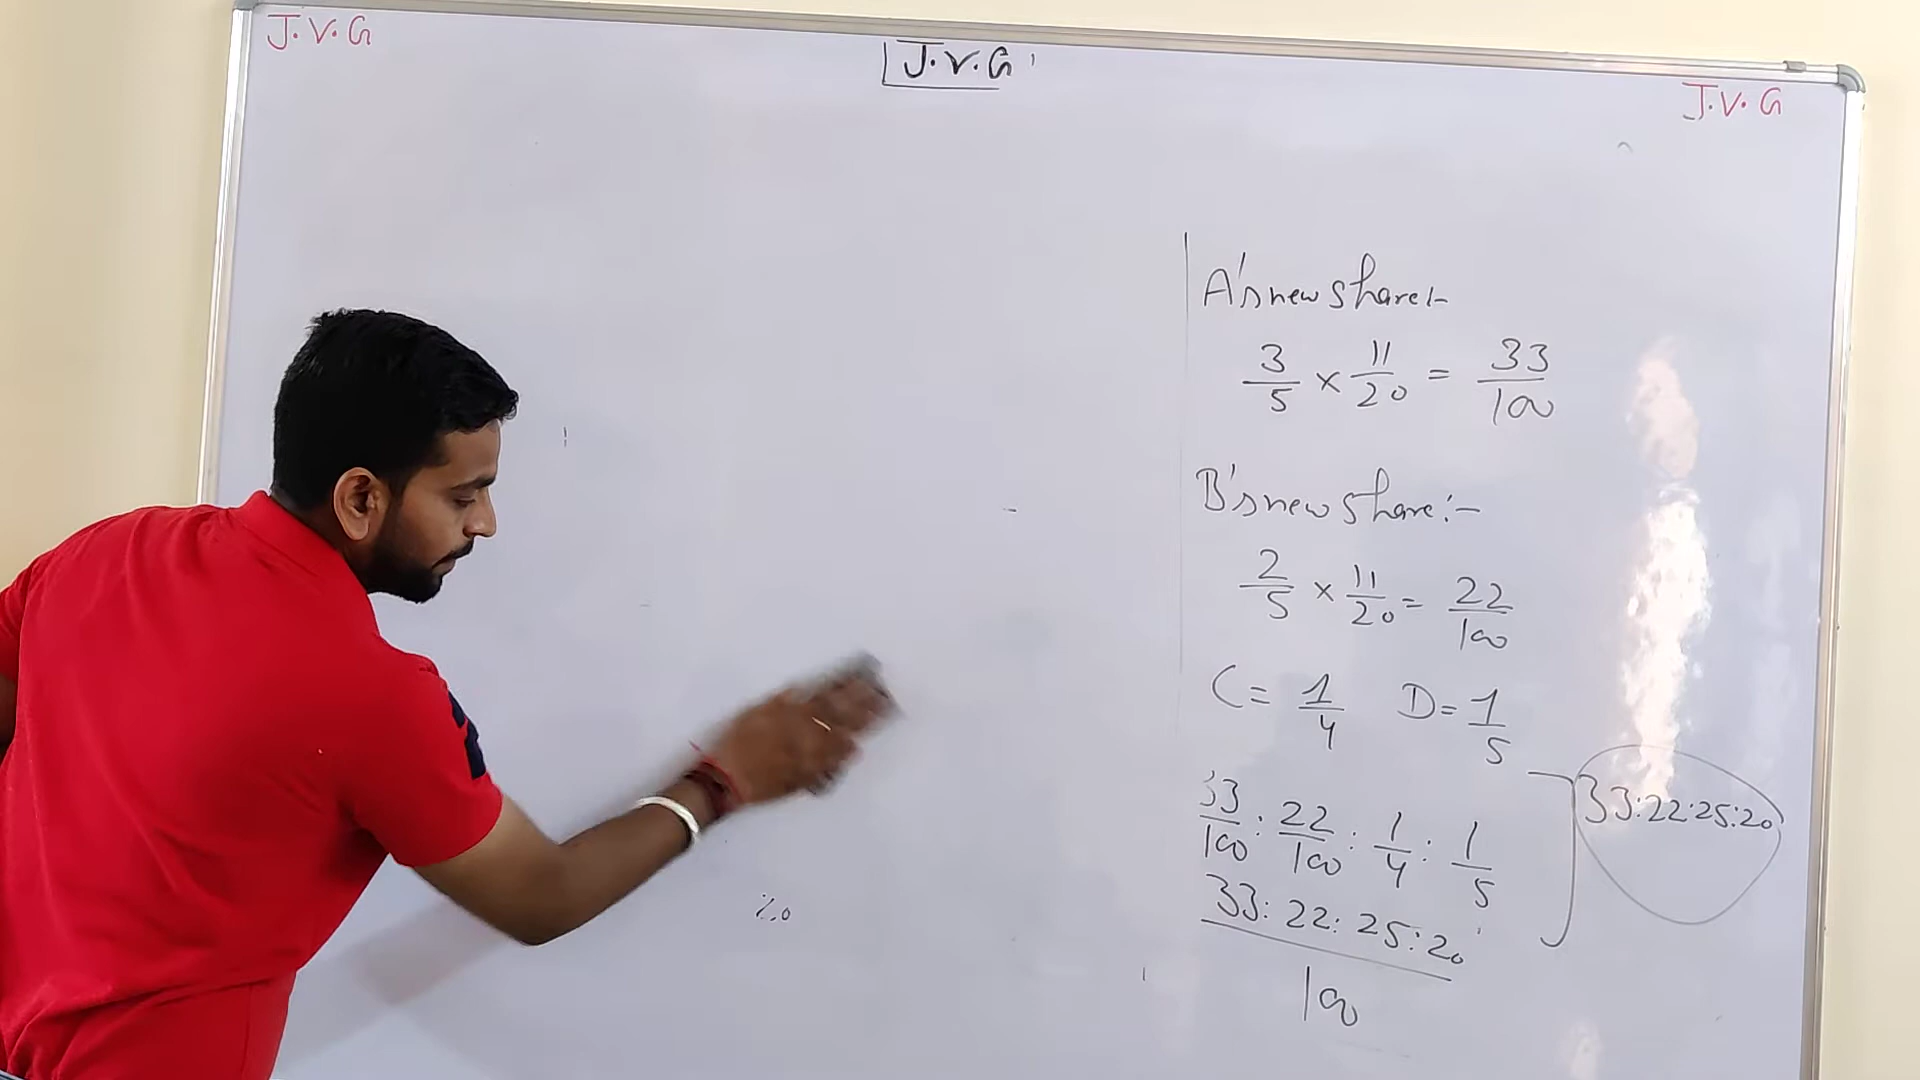 J.V.G
J.V.G
J.V.G
A's new share:-
3/5 × 11/20 = 33/100
B's new share:-
2/5 × 11/20 = 22/100
C = 1/4 D = 1/5
33/100 : 22/100 : 1/4 : 1/5
33:22:25:20
33: 22: 25:20
100